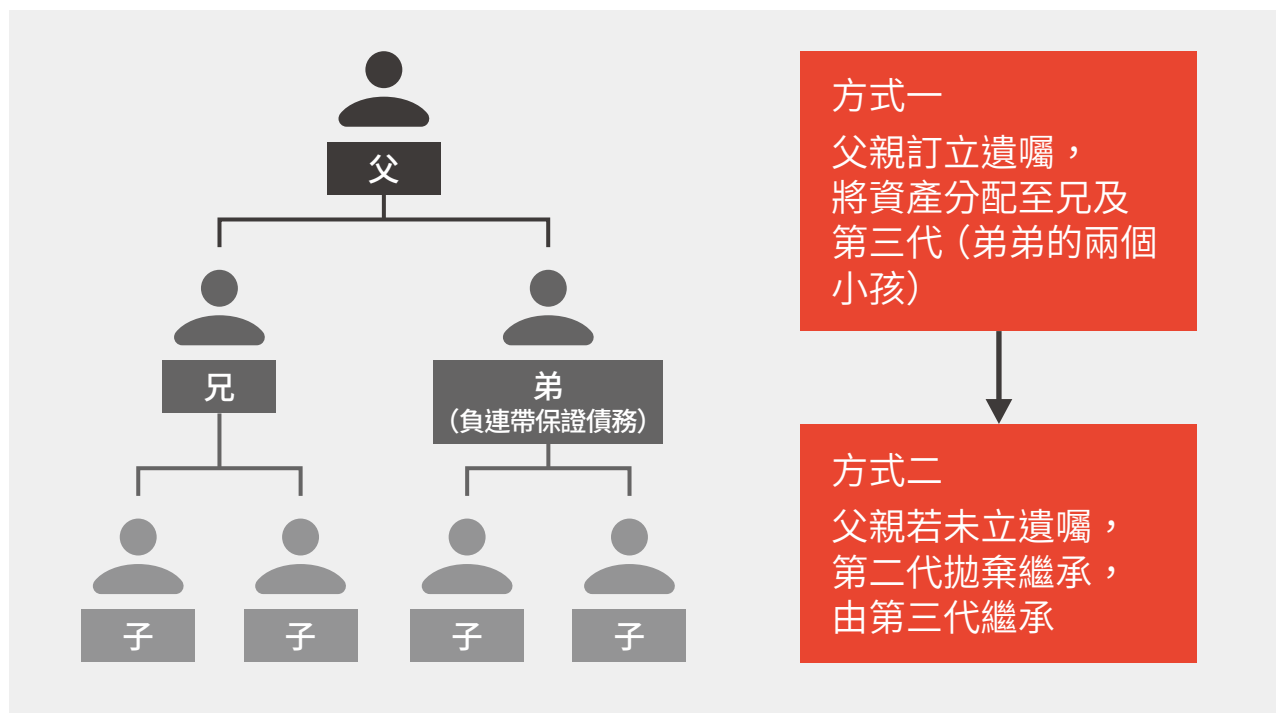 父
兄
弟
（負連帶保證債務）
子
子
子
子
方式一
父親訂立遺囑，
將資產分配至兄及
第三代（弟弟的兩個
小孩）
方式二
父親若未立遺囑，
第二代拋棄繼承，
由第三代繼承